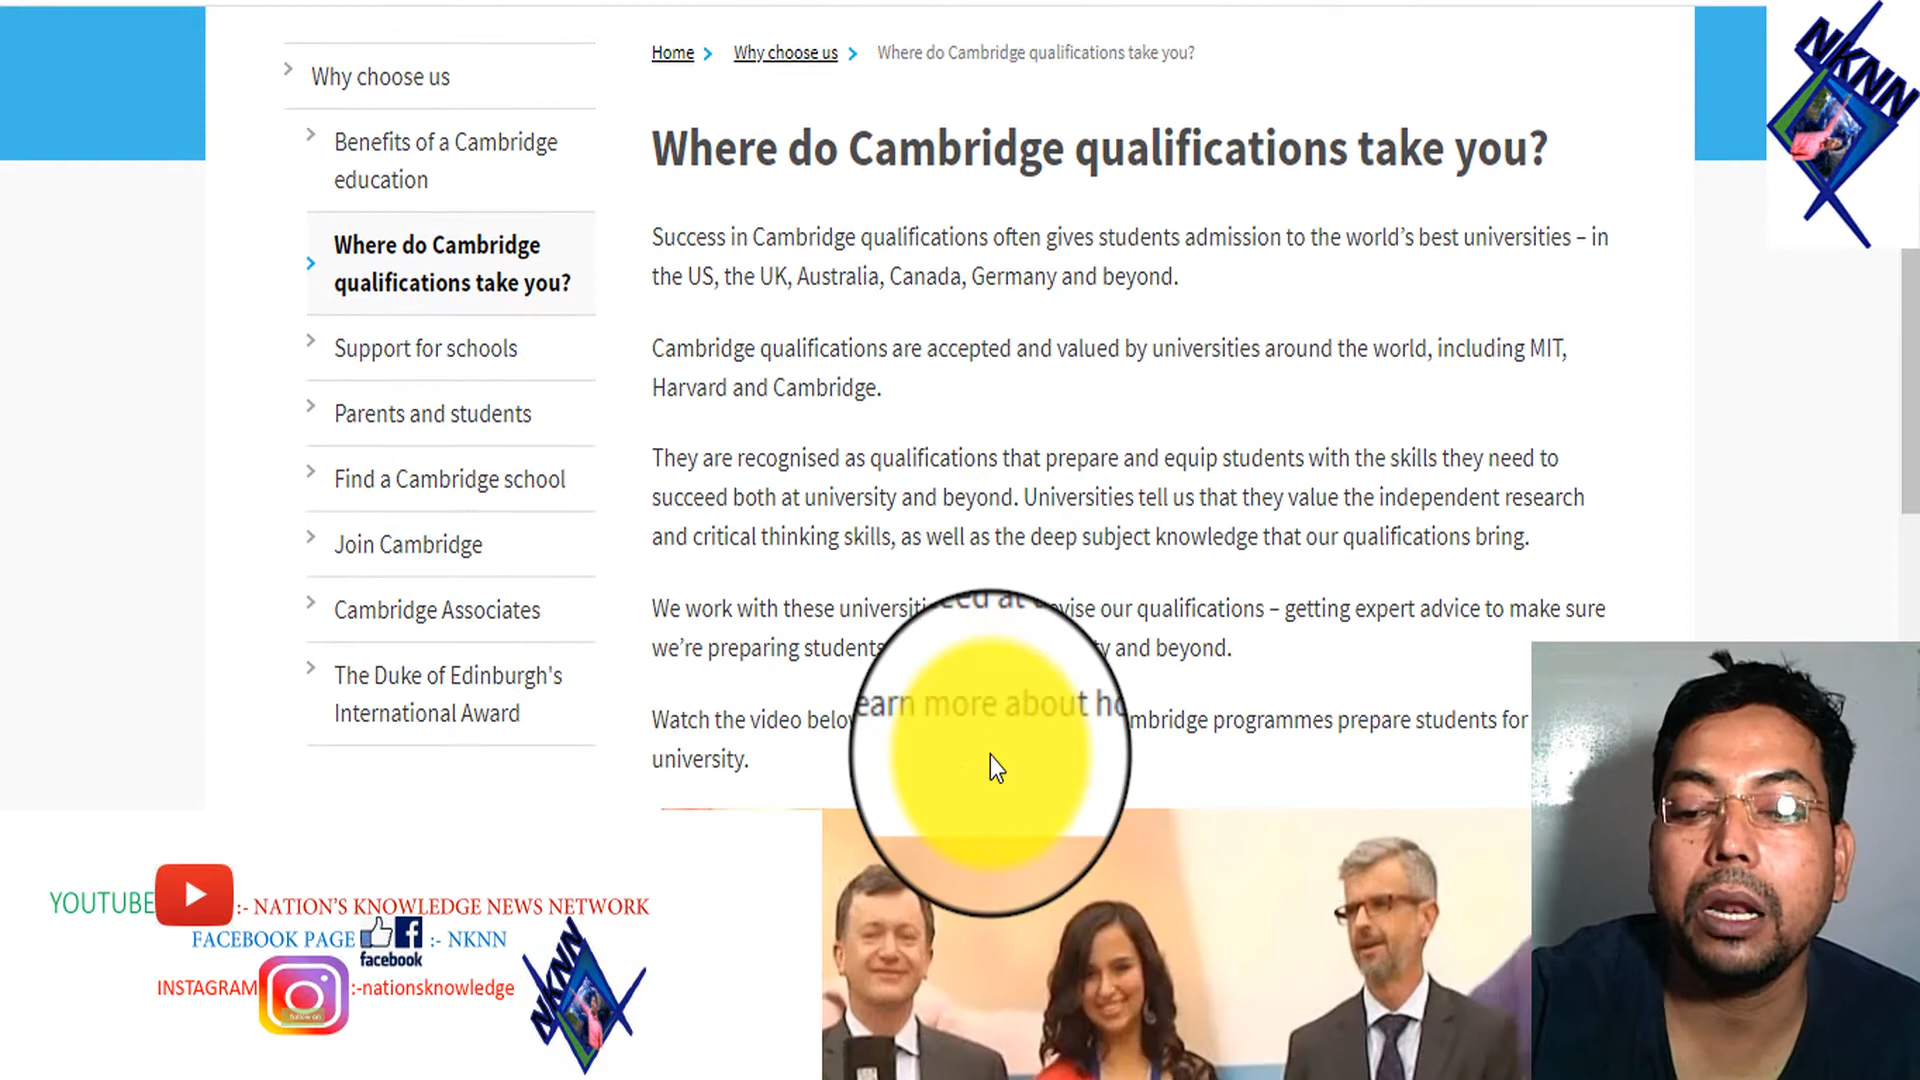 Why choose us
Benefits of a Cambridge
education
Where do Cambridge
qualifications take you?
Support for schools
Parents and students
Find a Cambridge school
Join Cambridge
Cambridge Associates
The Duke of Edinburgh's
International Award
Home Why choose us Where do Cambridge qualifications take you?
Where do Cambridge qualifications take you?
Success in Cambridge qualifications often gives students admission to the world’s best universities – in
the US, the UK, Australia, Canada, Germany and beyond.
Cambridge qualifications are accepted and valued by universities around the world, including MIT,
Harvard and Cambridge.
They are recognised as qualifications that prepare and equip students with the skills they need to
succeed both at university and beyond. Universities tell us that they value the independent research
and critical thinking skills, as well as the deep subject knowledge that our qualifications bring.
We work with these our qualifications – getting expert advice to make sure
we’re preparing students and beyond.
more about
Watch the video programmes prepare students for
university.
NKNN
YOUTUBE :- NATION'S KNOWLEDGE NEWS NETWORK
FACEBOOK PAGE :- NKNN
facebook
INSTAGRAM :-nationsknowledge
follow on
NKNN